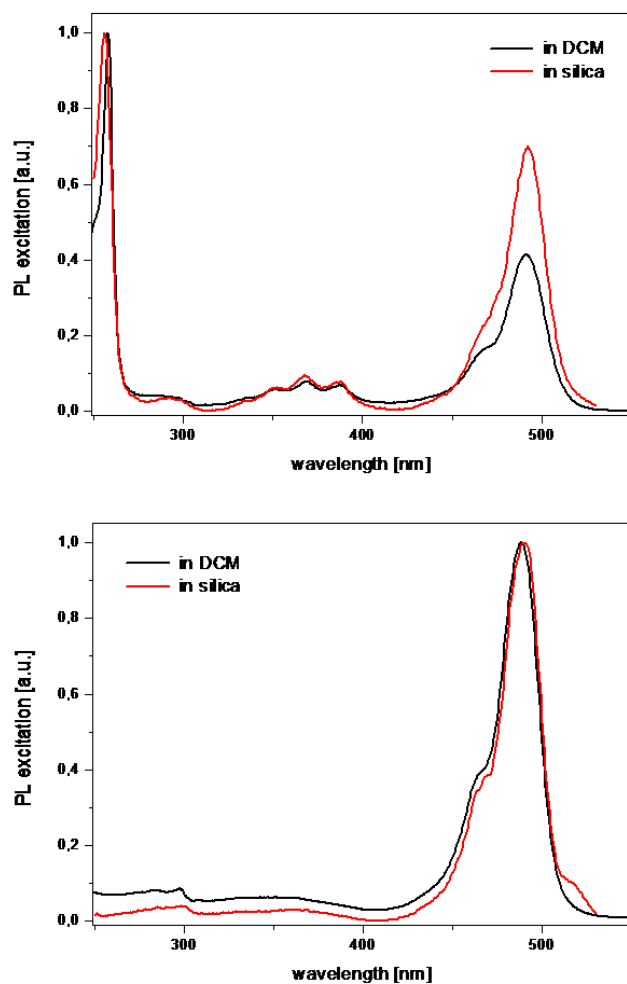 1,0
0,8
0,6
0,4
0,2
0,0
PL excitation [a.u.]
in DCM
in silica
300
400
500
wavelength [nm]
1,0
0,8
0,6
0,4
0,2
0,0
PL excitation [a.u.]
in DCM
in silica
300
400
500
wavelength [nm]